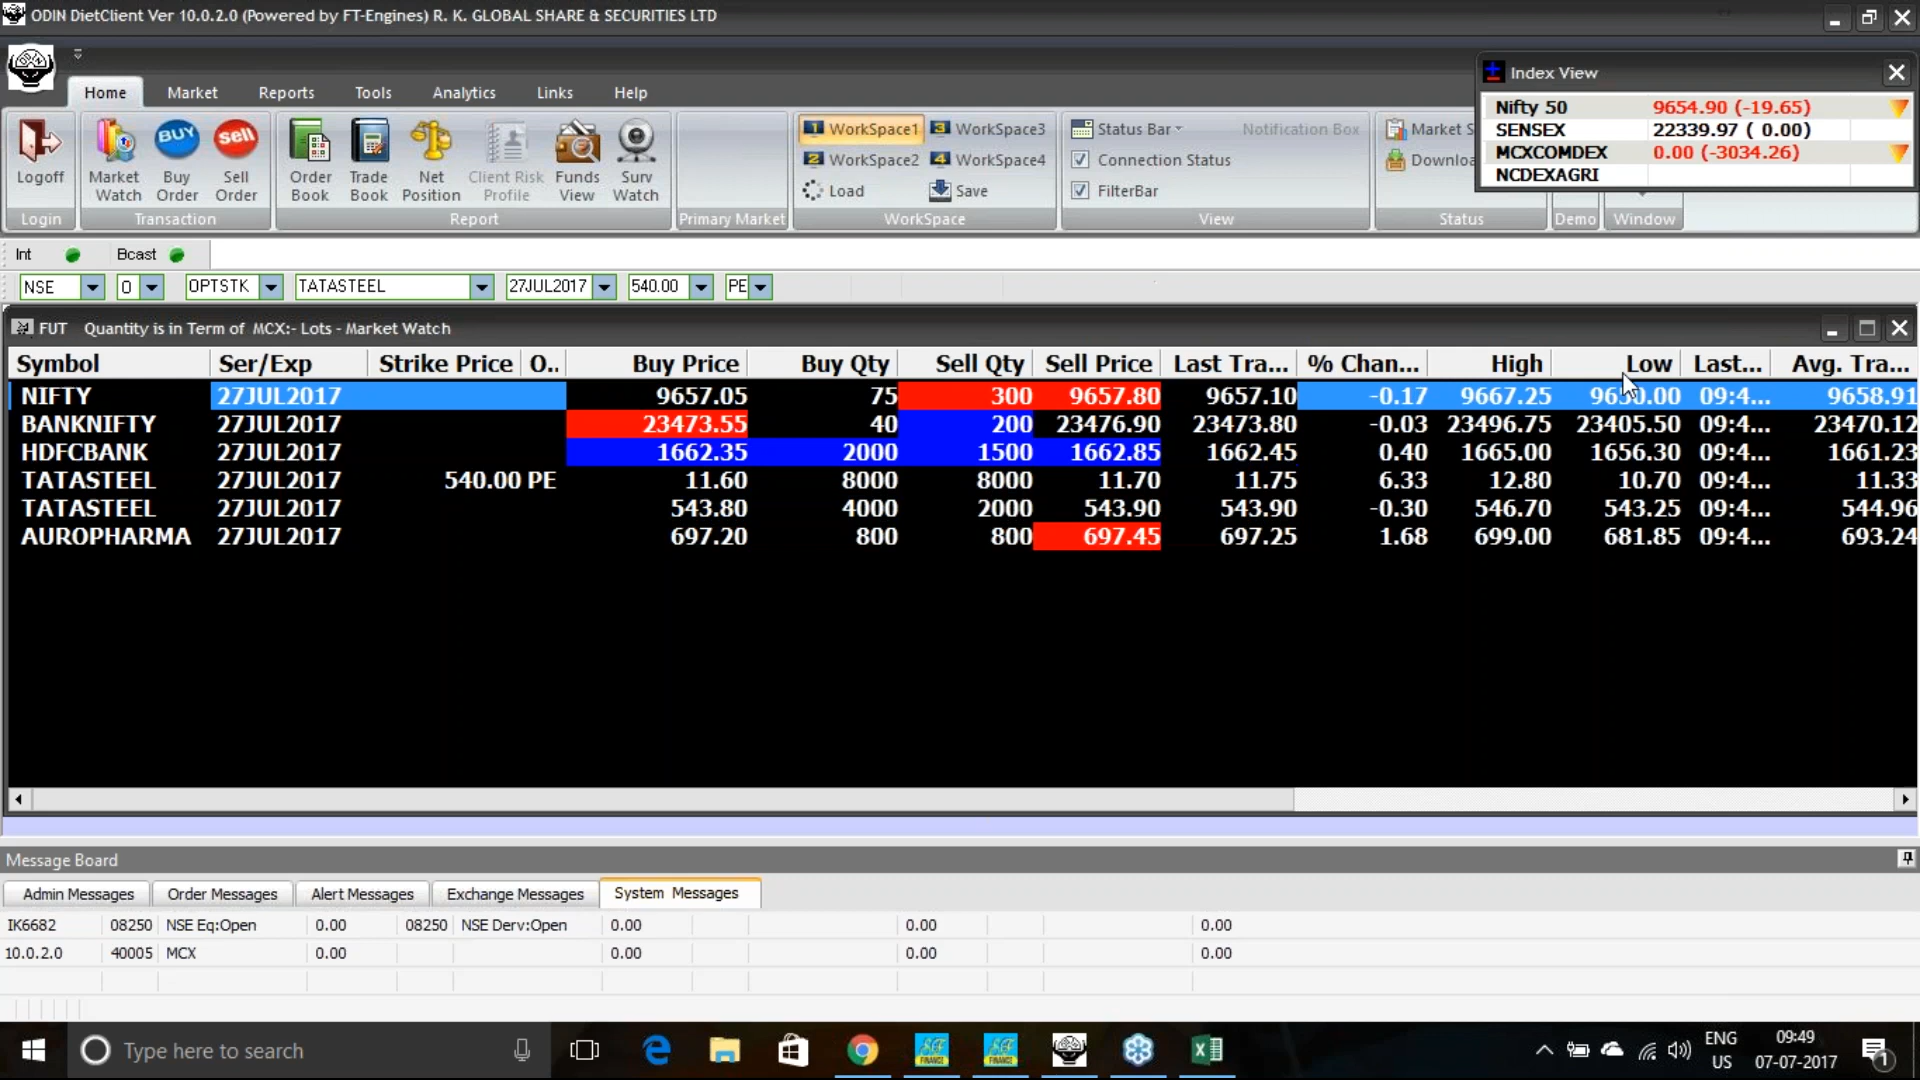 ODIN DietClient Ver 10.0.2.0 (Powered by FT-Engines) R. K. GLOBAL SHARE & SECURITIES LTD
Home Market Reports Tools Analytics Links Help
Index View
Nifty 50 9654.90 (-19.65)
SENSEX 22339.97 ( 0.00)
MCXCOMDEX 0.00 (-3034.26)
NCDEXAGRI
BUY sell
1 WorkSpace1 3 WorkSpace3 Status Bar Notification Box Market S
2 WorkSpace2 4 WorkSpace4 Connection Status Downloa
Load Save FilterBar
Logoff Market Watch Buy Order Sell Order Order Book Trade Book Net Position Client Risk Profile Funds View Surv Watch
Login Transaction Report Primary Market WorkSpace View Status Demo Window
Int Bcast
NSE O OPTSTK TATASTEEL 27JUL2017 540.00 PE
FUT Quantity is in Term of MCX:- Lots - Market Watch
Symbol Ser/Exp Strike Price O.. Buy Price Buy Qty Sell Qty Sell Price Last Tra... % Chan... High Low Last... Avg. Tra...
NIFTY 27JUL2017 9657.05 75 300 9657.80 9657.10 -0.17 9667.25 09:4... 9658.91
BANKNIFTY 27JUL2017 23473.55 40 200 23476.90 23473.80 -0.03 23496.75 23405.50 09:4... 23470.12
HDFCBANK 27JUL2017 1662.35 2000 1500 1662.85 1662.45 0.40 1665.00 1656.30 09:4... 1661.23
TATASTEEL 27JUL2017 540.00 PE 11.60 8000 8000 11.70 11.75 6.33 12.80 10.70 09:4... 11.33
TATASTEEL 27JUL2017 543.80 4000 2000 543.90 543.90 -0.30 546.70 543.25 09:4... 544.96
AUROPHARMA 27JUL2017 697.20 800 800 697.45 697.25 1.68 699.00 681.85 09:4... 693.24
Message Board
Admin Messages Order Messages Alert Messages Exchange Messages System Messages
IK6682 08250 NSE Eq:Open 0.00 08250 NSE Derv:Open 0.00 0.00 0.00
10.0.2.0 40005 MCX 0.00 0.00 0.00 0.00
Type here to search
FINANCE FINANCE
ENG 09:49
US 07-07-2017 1